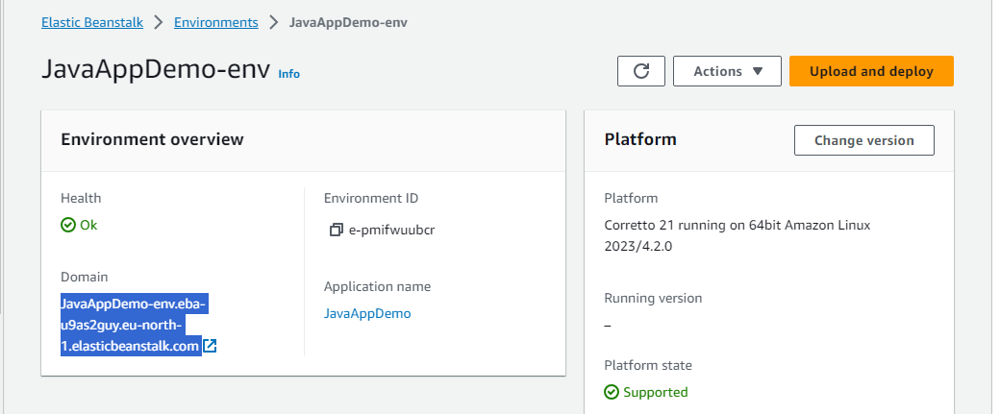 Elastic Beanstalk > Environments > JavaAppDemo-env
JavaAppDemo-env Info
Actions ▼
Upload and deploy
Environment overview
Health
Ok
Domain
JavaAppDemo-env.eba-
u9as2guy.eu-north-
1.elasticbeanstalk.com
Environment ID
e-pmifwuubcr
Application name
JavaAppDemo
Platform
Change version
Platform
Corretto 21 running on 64bit Amazon Linux
2023/4.2.0
Running version
–
Platform state
Supported